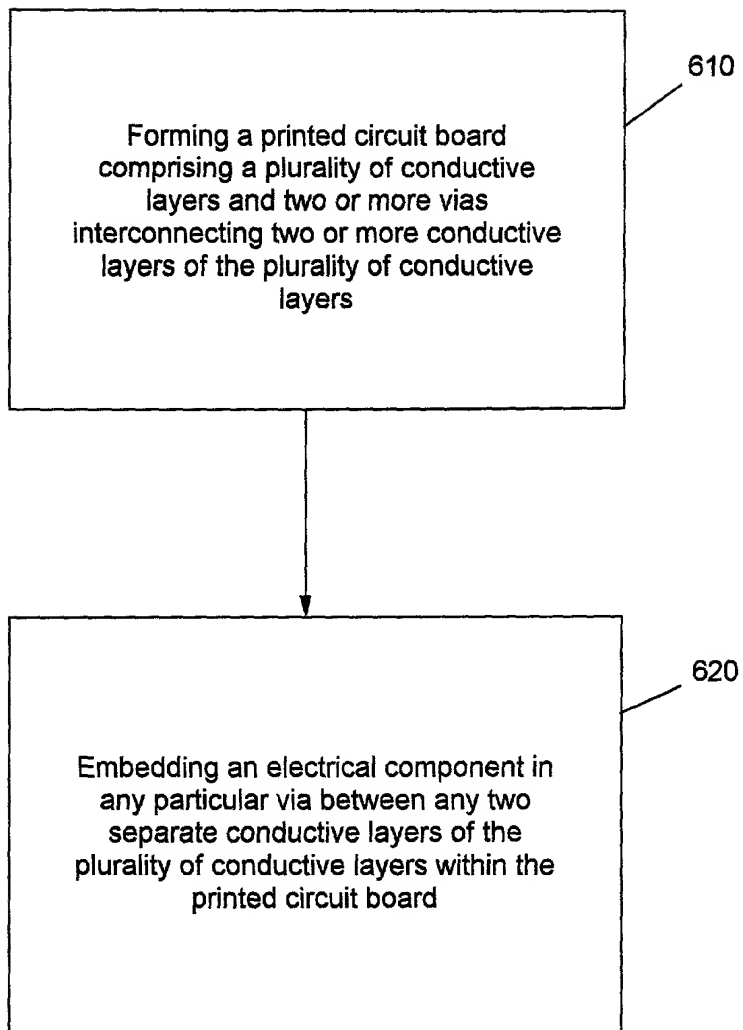 610
Forming a printed circuit board
comprising a plurality of conductive
layers and two or more vias
interconnecting two or more conductive
layers of the plurality of conductive
layers
620
Embedding an electrical component in
any particular via between any two
separate conductive layers of the
plurality of conductive layers within the
printed circuit board